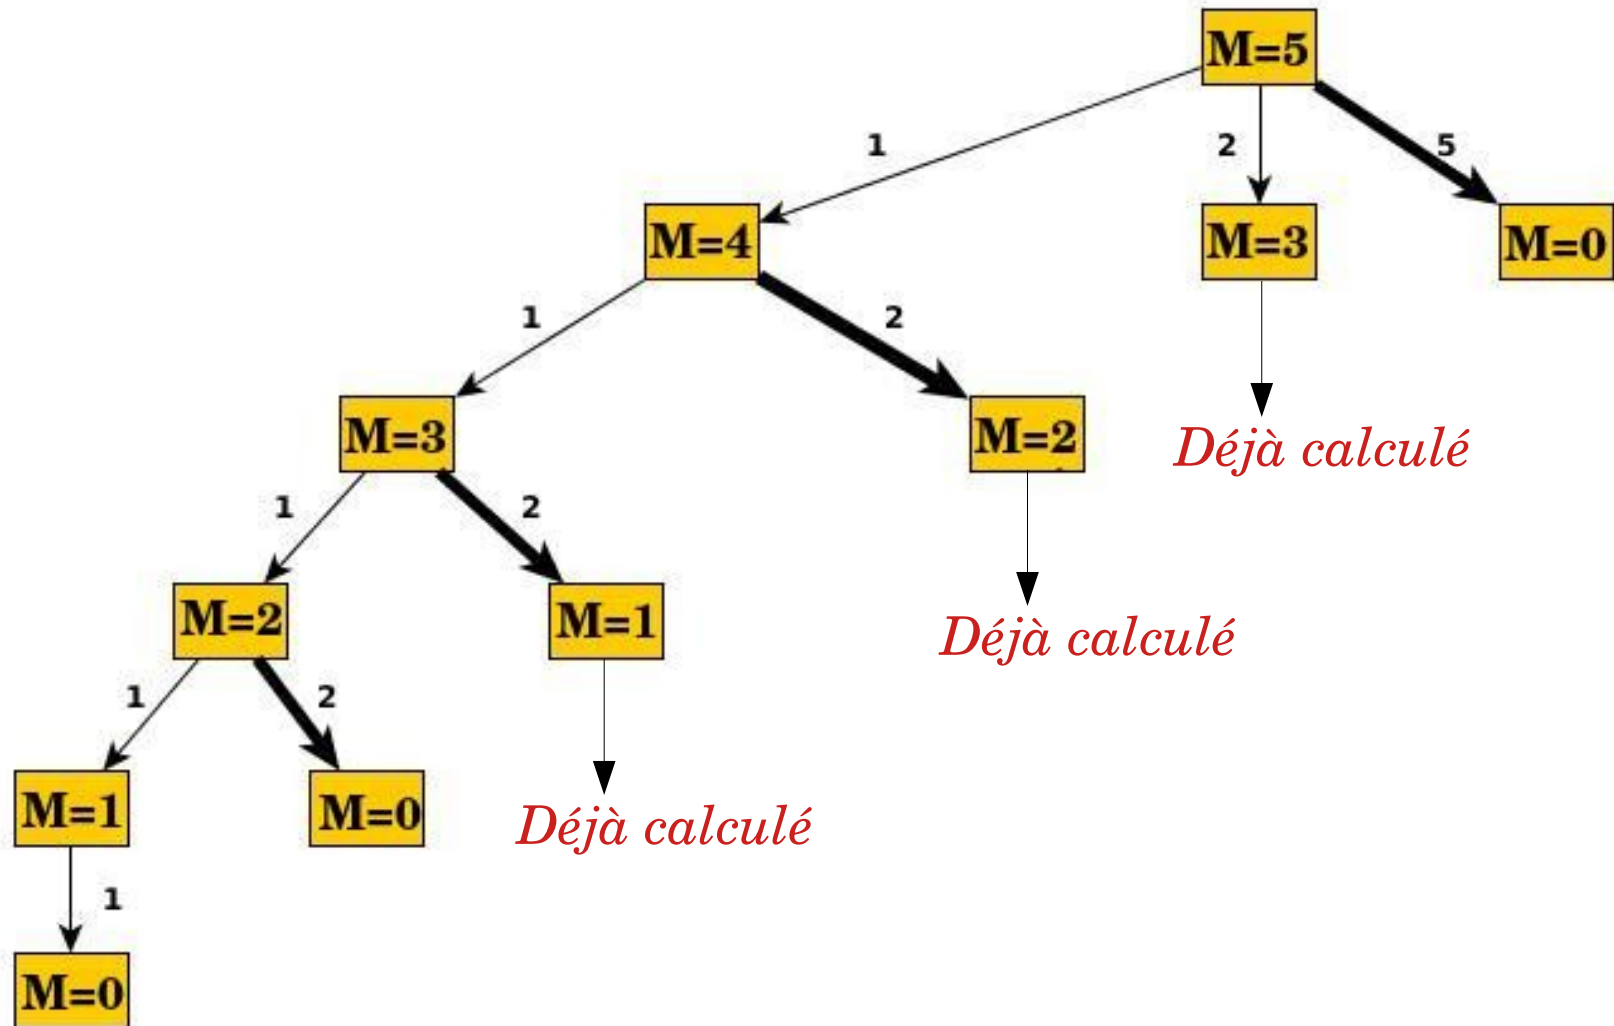 M=5
1
2
5
M=4
M=3
M=0
1
2
M=3
M=2
Déjà calculé
1
2
M=2
M=1
Déjà calculé
1
2
M=1
M=0
Déjà calculé
1
M=0